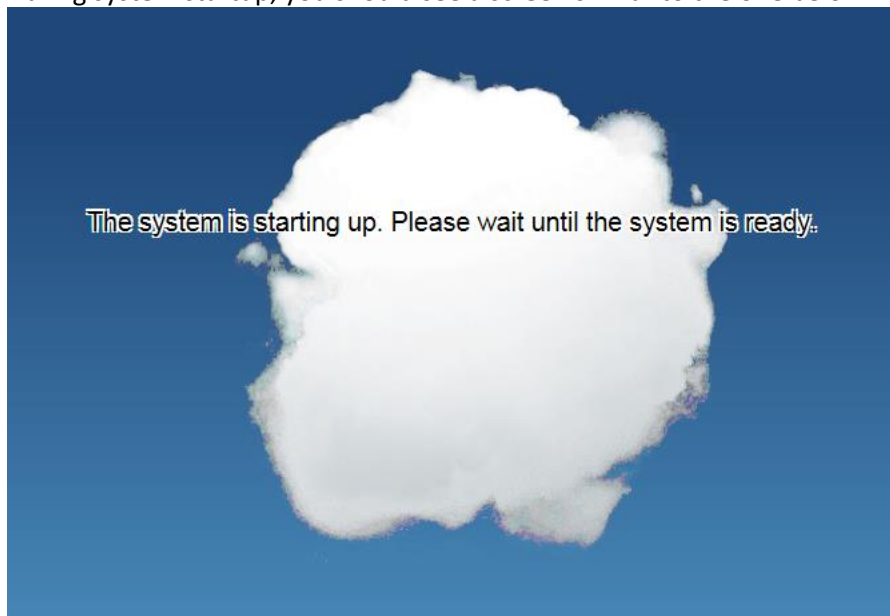 The system is starting up. Please wait until the system is ready..